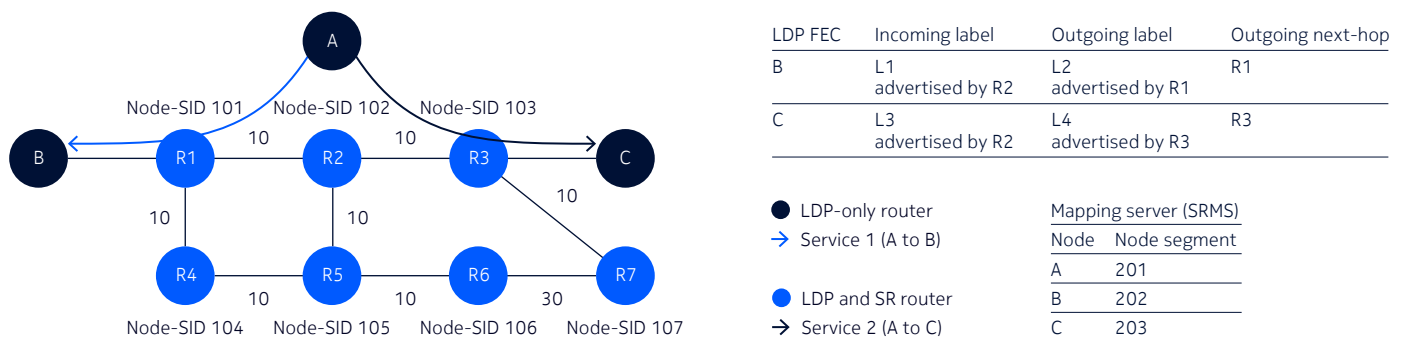 A
Node-SID 101 Node-SID 102 Node-SID 103
10 10
B R1 R2 R3 C
10 10 10
R4 R5 R6 R7
10 10 30
Node-SID 104 Node-SID 105 Node-SID 106 Node-SID 107
LDP FEC Incoming label Outgoing label Outgoing next-hop
B L1 L2 R1
advertised by R2 advertised by R1
C L3 L4 R3
advertised by R2 advertised by R3
LDP-only router
Service 1 (A to B)
LDP and SR router
Service 2 (A to C)
Mapping server (SRMS)
Node Node segment
A 201
B 202
C 203